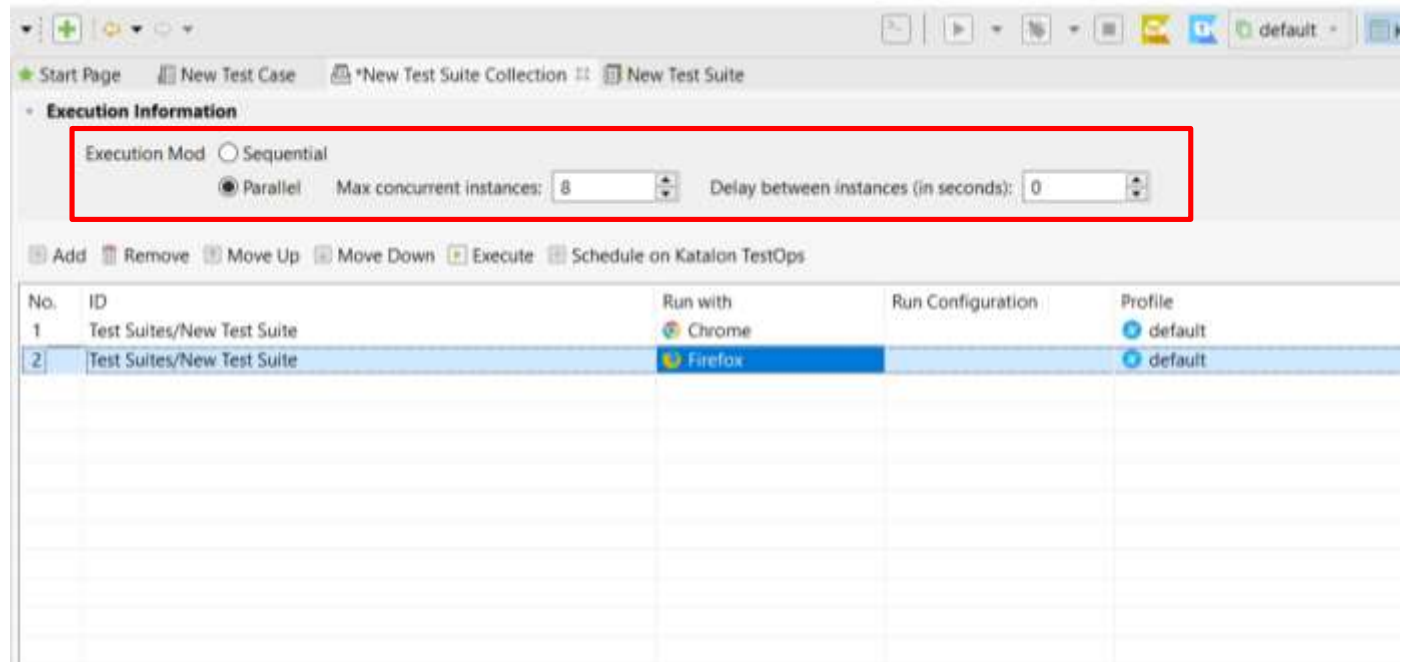 default
Start Page New Test Case *New Test Suite Collection New Test Suite
Execution Information
Execution Mod Sequential
Parallel Max concurrent instances: 8 Delay between instances (in seconds): 0
Add Remove Move Up Move Down Execute Schedule on Katalon TestOps
No. ID Run with Run Configuration Profile
1 Test Suites/New Test Suite Chrome default
2 Test Suites/New Test Suite Firefox default